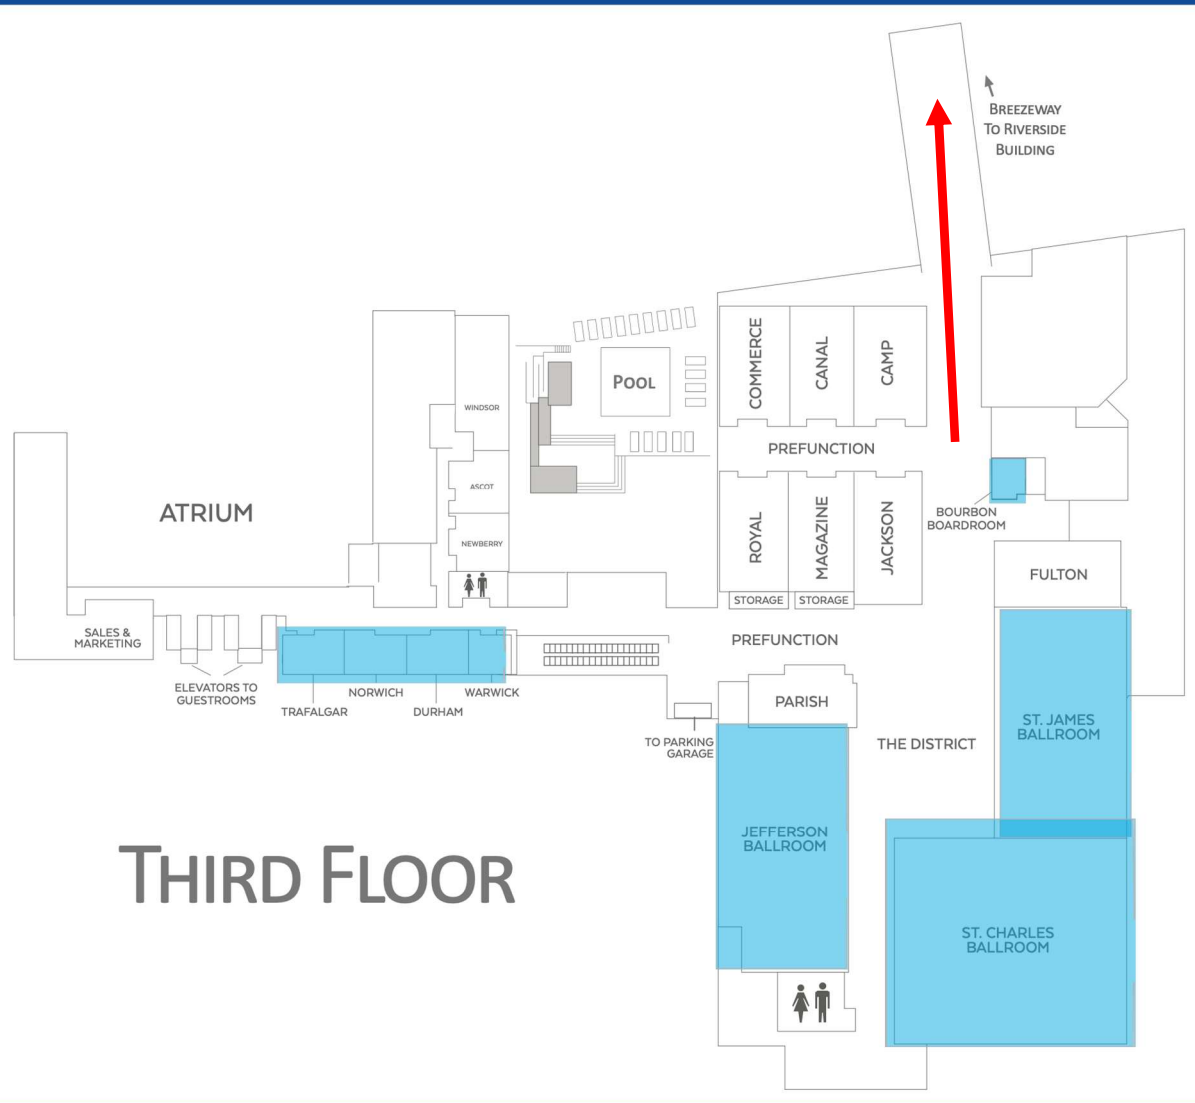 BREEZEWAY
TO RIVERSIDE
BUILDING
COMMERCE
CANAL
CAMP
POOL
WINDSOR
PREFUNCTION
ASCOT
ATRIUM
BOURBON
BOARDROOM
ROYAL
MAGAZINE
JACKSON
NEWBERRY
FULTON
STORAGE
STORAGE
SALES &
MARKETING
PREFUNCTION
ELEVATORS TO
GUESTROOMS
TRAFALGAR
NORWICH
DURHAM
WARWICK
PARISH
TO PARKING
GARAGE
THE DISTRICT
ST. JAMES
BALLROOM
JEFFERSON
BALLROOM
THIRD FLOOR
ST. CHARLES
BALLROOM